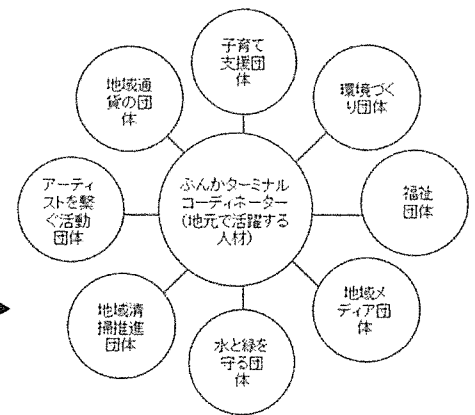 子育て
支援団
体
環境づく
り団体
福祉
団体
地域メ
ディア団
体
水と緑を
守る団
体
地域清
掃推進
団体
アーティ
ストを繋
ぐ活動
団体
地域通
貨の団
体
ぶんかターミナル
コーディネーター
(地元で活躍する
人材)